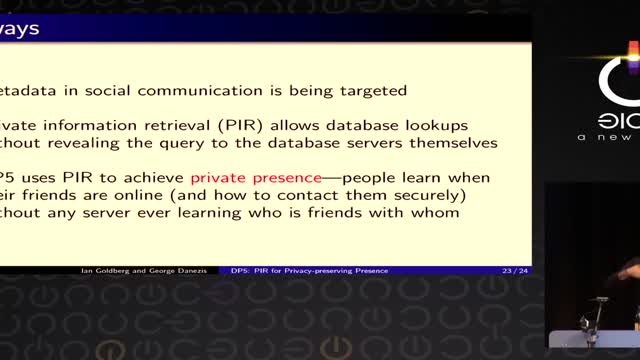 ways
etadata in social communication is being targeted
ivate information retrieval (PIR) allows database lookups
thout revealing the query to the database servers themselves
P5 uses PIR to achieve private presence—people learn when
eir friends are online (and how to contact them securely)
thout any server ever learning who is friends with whom
Ian Goldberg and George Danezis DP5: PIR for Privacy-preserving Presence 23 / 24
a new